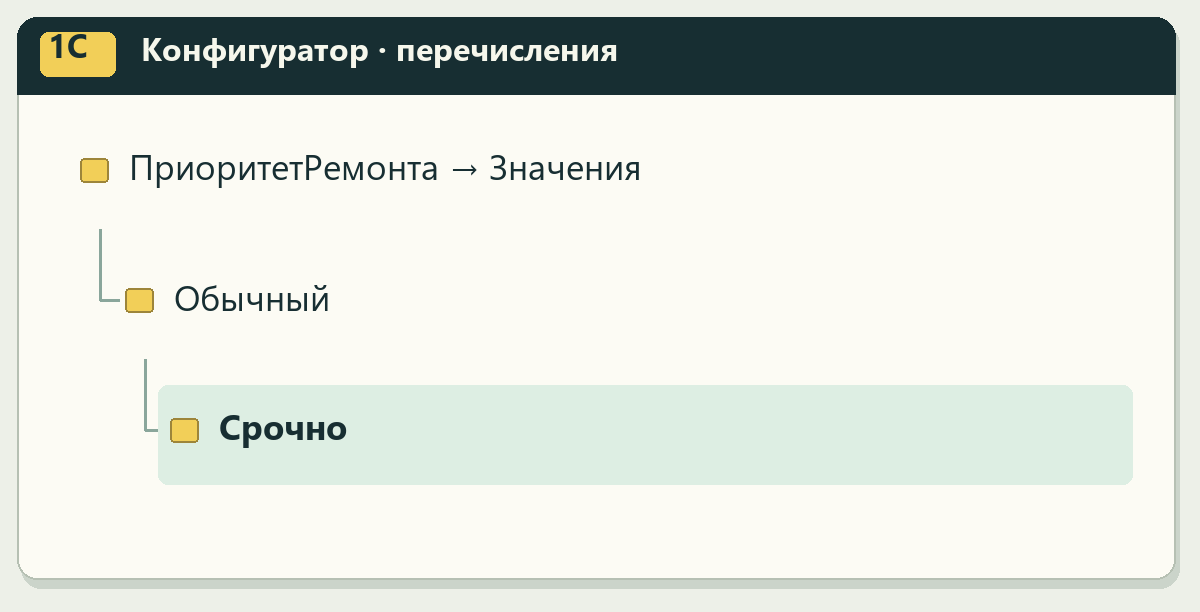 1С
Конфигуратор · перечисления
ПриоритетРемонта → Значения
Обычный
Срочно